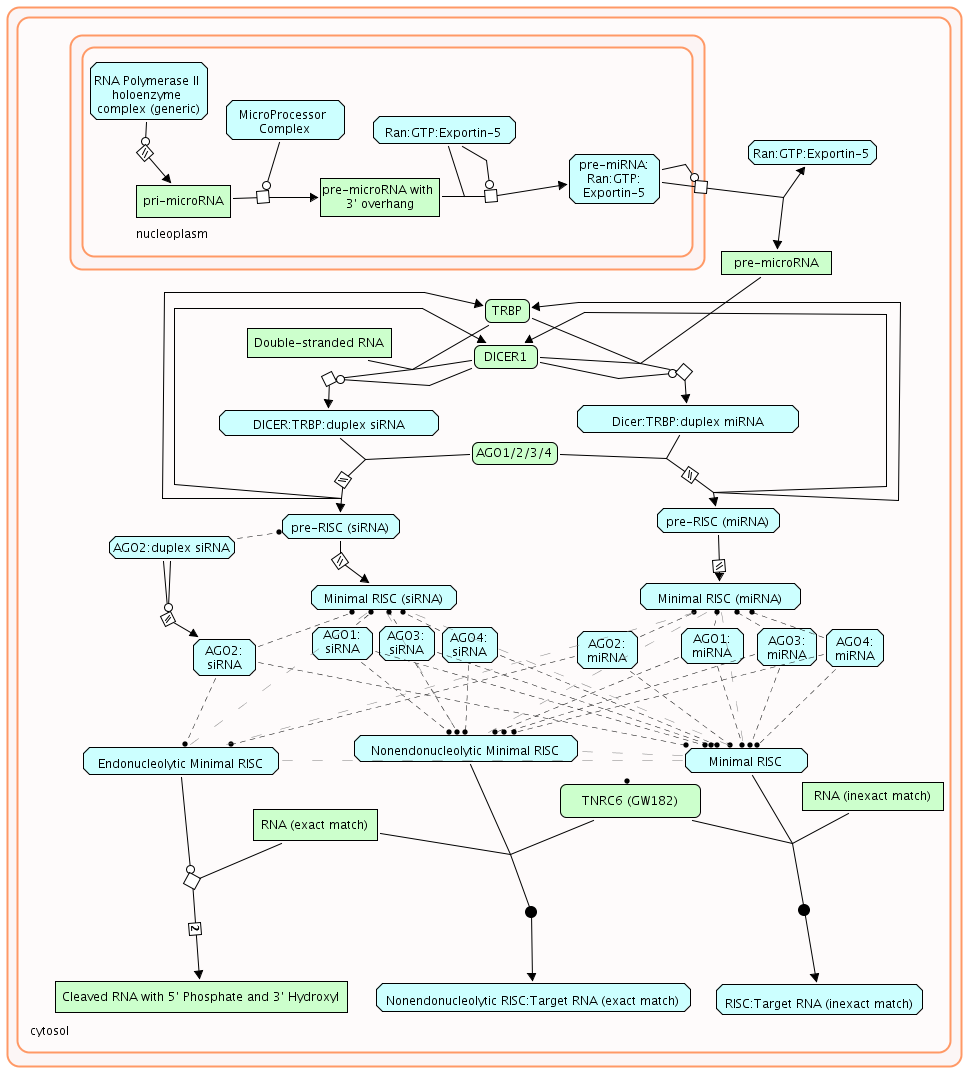 RNA Polymerase II
holoenzyme
complex (generic)
MicroProcessor
Complex
Ran:GTP:Exportin-5
pre-miRNA:
Ran:GTP:
Exportin-5
Ran:GTP:Exportin-5
pri-microRNA
pre-microRNA with
3' overhang
nucleoplasm
pre-microRNA
TRBP
Double-stranded RNA
DICER1
DICER:TRBP:duplex siRNA
Dicer:TRBP:duplex miRNA
AGO1/2/3/4
pre-RISC (siRNA)
pre-RISC (miRNA)
AGO2:duplex siRNA
Minimal RISC (siRNA)
Minimal RISC (miRNA)
AGO2:
siRNA
AGO1:
siRNA
AGO3:
siRNA
AGO4:
siRNA
AGO2:
miRNA
AGO1:
miRNA
AGO3:
miRNA
AGO4:
miRNA
Endonucleolytic Minimal RISC
Nonendonucleolytic Minimal RISC
Minimal RISC
TNRC6 (GW182)
RNA (inexact match)
RNA (exact match)
2
Cleaved RNA with 5' Phosphate and 3' Hydroxyl
Nonendonucleolytic RISC:Target RNA (exact match)
RISC:Target RNA (inexact match)
cytosol